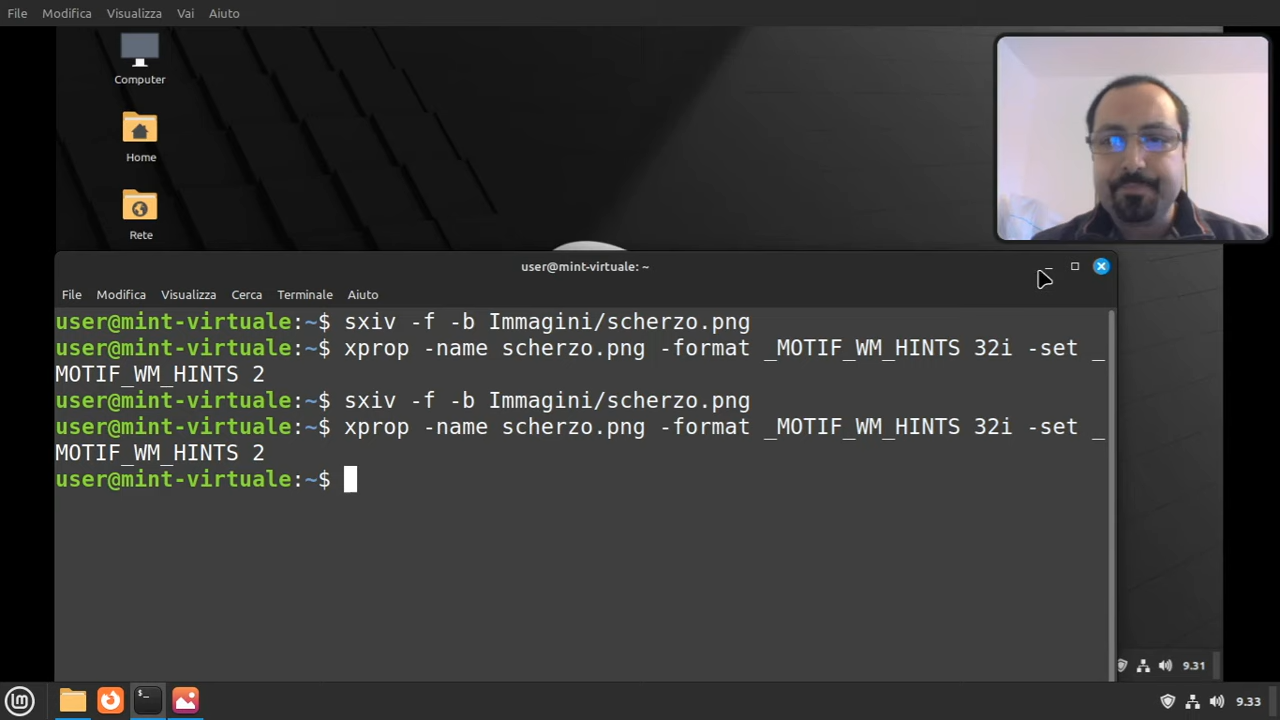 File Modifica Visualizza Vai Aiuto
Computer
Home
Rete
user@mint-virtuale: ~
File Modifica Visualizza Cerca Terminale Aiuto
user@mint-virtuale:~$ sxiv -f -b Immagini/scherzo.png
user@mint-virtuale:~$ xprop -name scherzo.png -format _MOTIF_WM_HINTS 32i -set _
MOTIF_WM_HINTS 2
user@mint-virtuale:~$ sxiv -f -b Immagini/scherzo.png
user@mint-virtuale:~$ xprop -name scherzo.png -format _MOTIF_WM_HINTS 32i -set _
MOTIF_WM_HINTS 2
user@mint-virtuale:~$
9.31
9.33